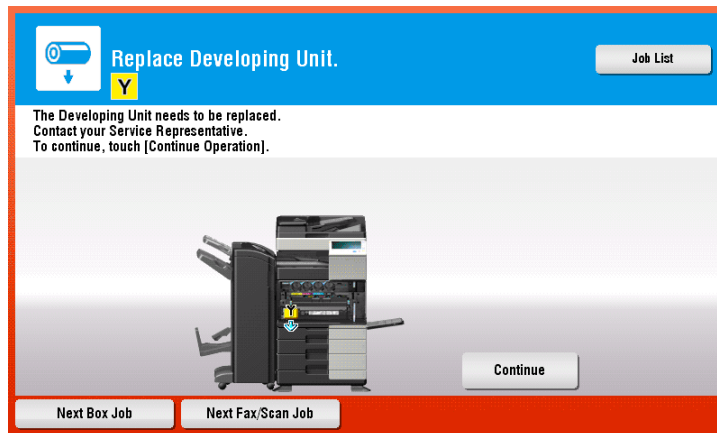 Replace Developing Unit.
Job List
Y
The Developing Unit needs to be replaced.
Contact your Service Representative.
To continue, touch [Continue Operation].
Y
Continue
Next Box Job
Next Fax/Scan Job